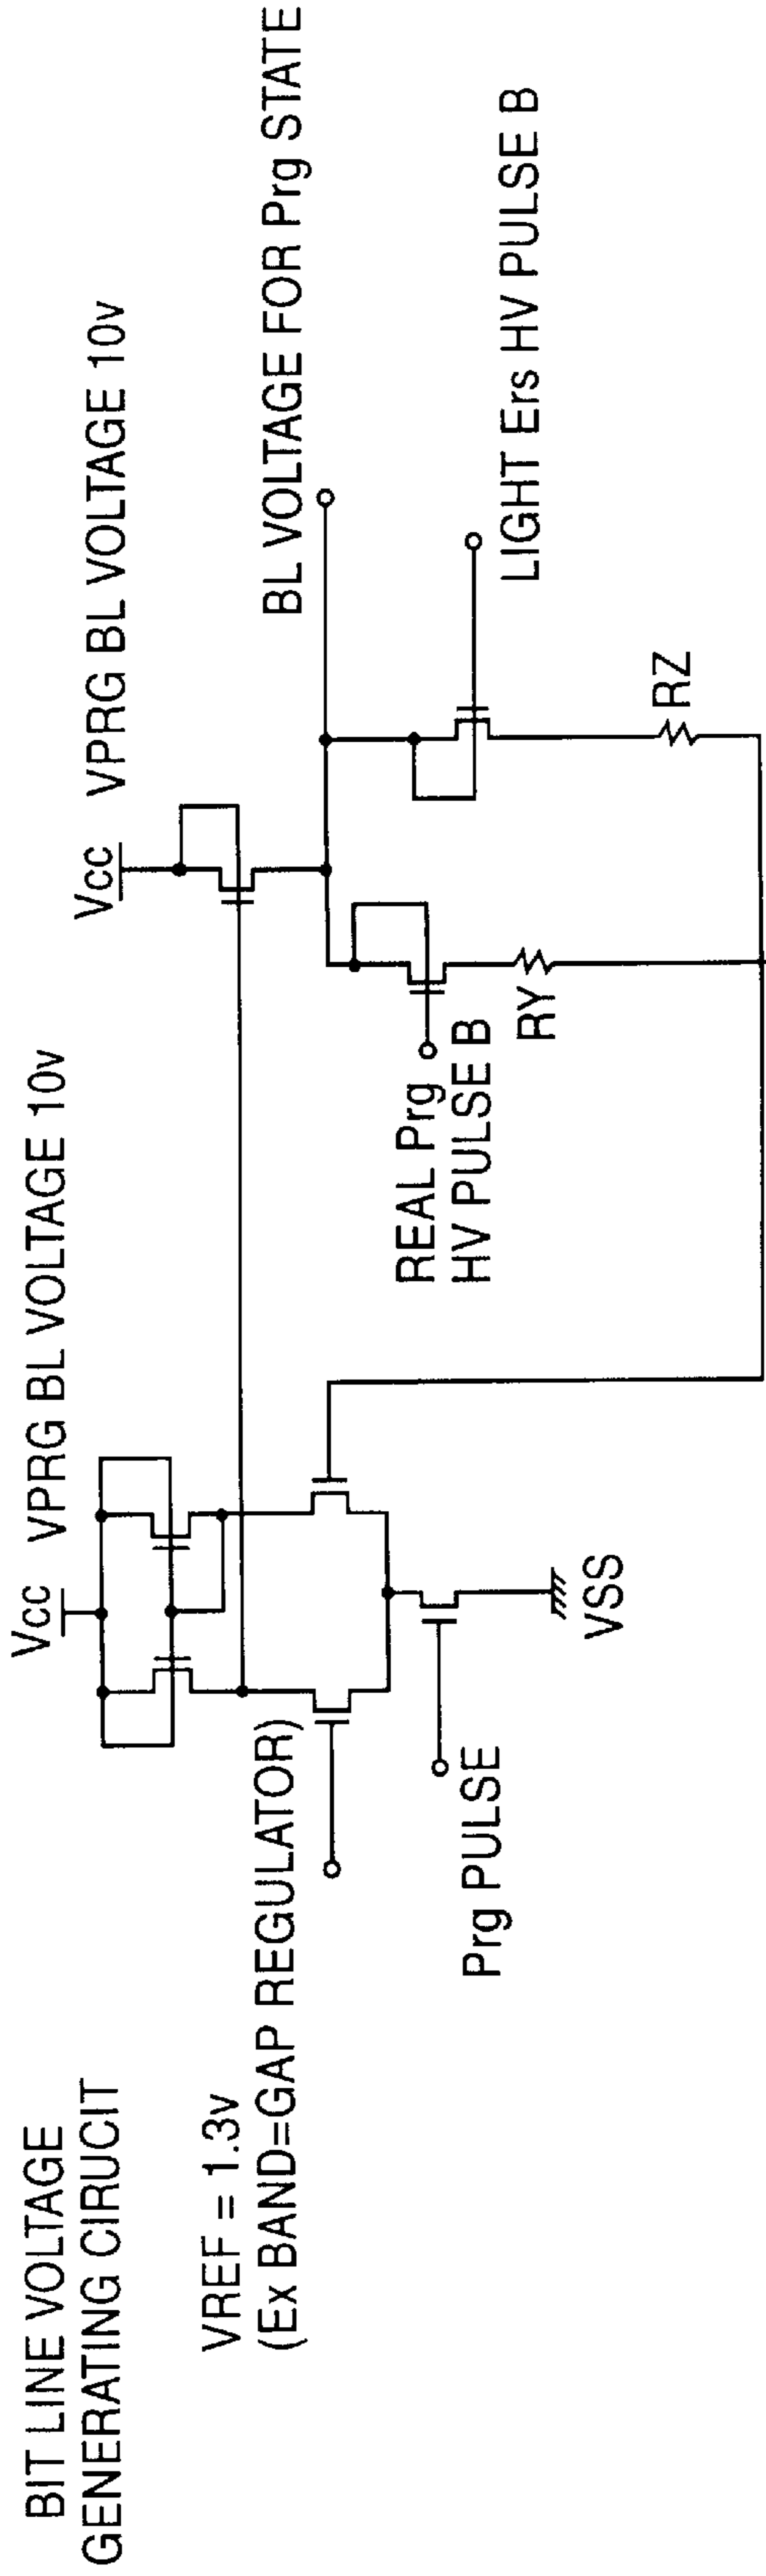 BIT LINE VOLTAGE
GENERATING CIRUCIT
VREF = 1.3v
(Ex BAND=GAP REGULATOR)
Vcc
VPRG BL VOLTAGE 10v
Prg PULSE
VSS
Vcc
VPRG BL VOLTAGE 10v
REAL Prg
HV PULSE B
RY
BL VOLTAGE FOR Prg STATE
LIGHT Ers HV PULSE B
RZ